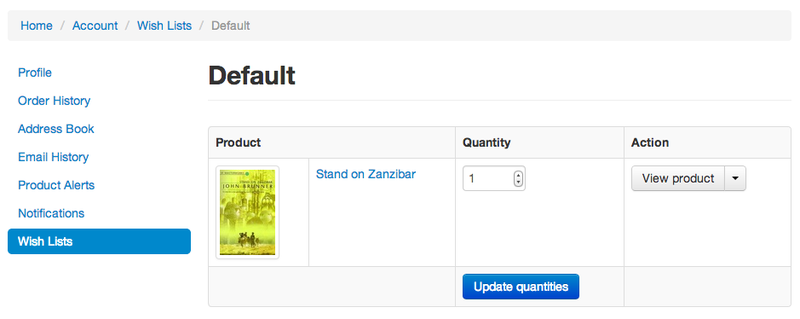 Home / Account / Wish Lists / Default
Profile
Order History
Address Book
Email History
Product Alerts
Notifications
Wish Lists
Default
Product Quantity Action
JOHN BRUNNER
Stand on Zanzibar
1
View product
Update quantities